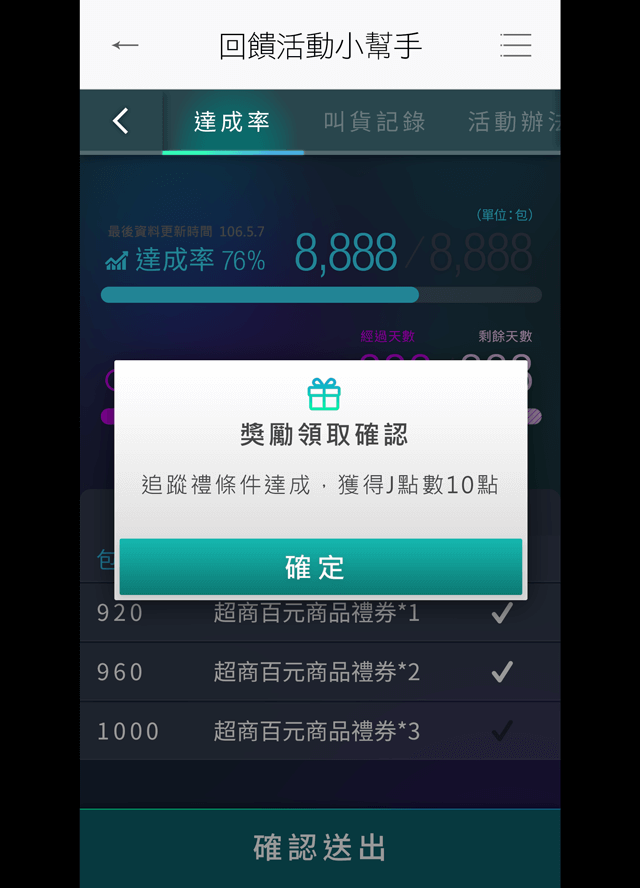 回饋活動小幫手
達成率 叫貨記錄 活動辦法
(單位：包)
最後資料更新時間 106.5.7
達成率 76% 8,888 / 8,888
經過天數 剩餘天數
獎勵領取確認
追蹤禮條件達成，獲得J點數10點
確定
包
920 超商百元商品禮券*1
960 超商百元商品禮券*2
1000 超商百元商品禮券*3
確認送出